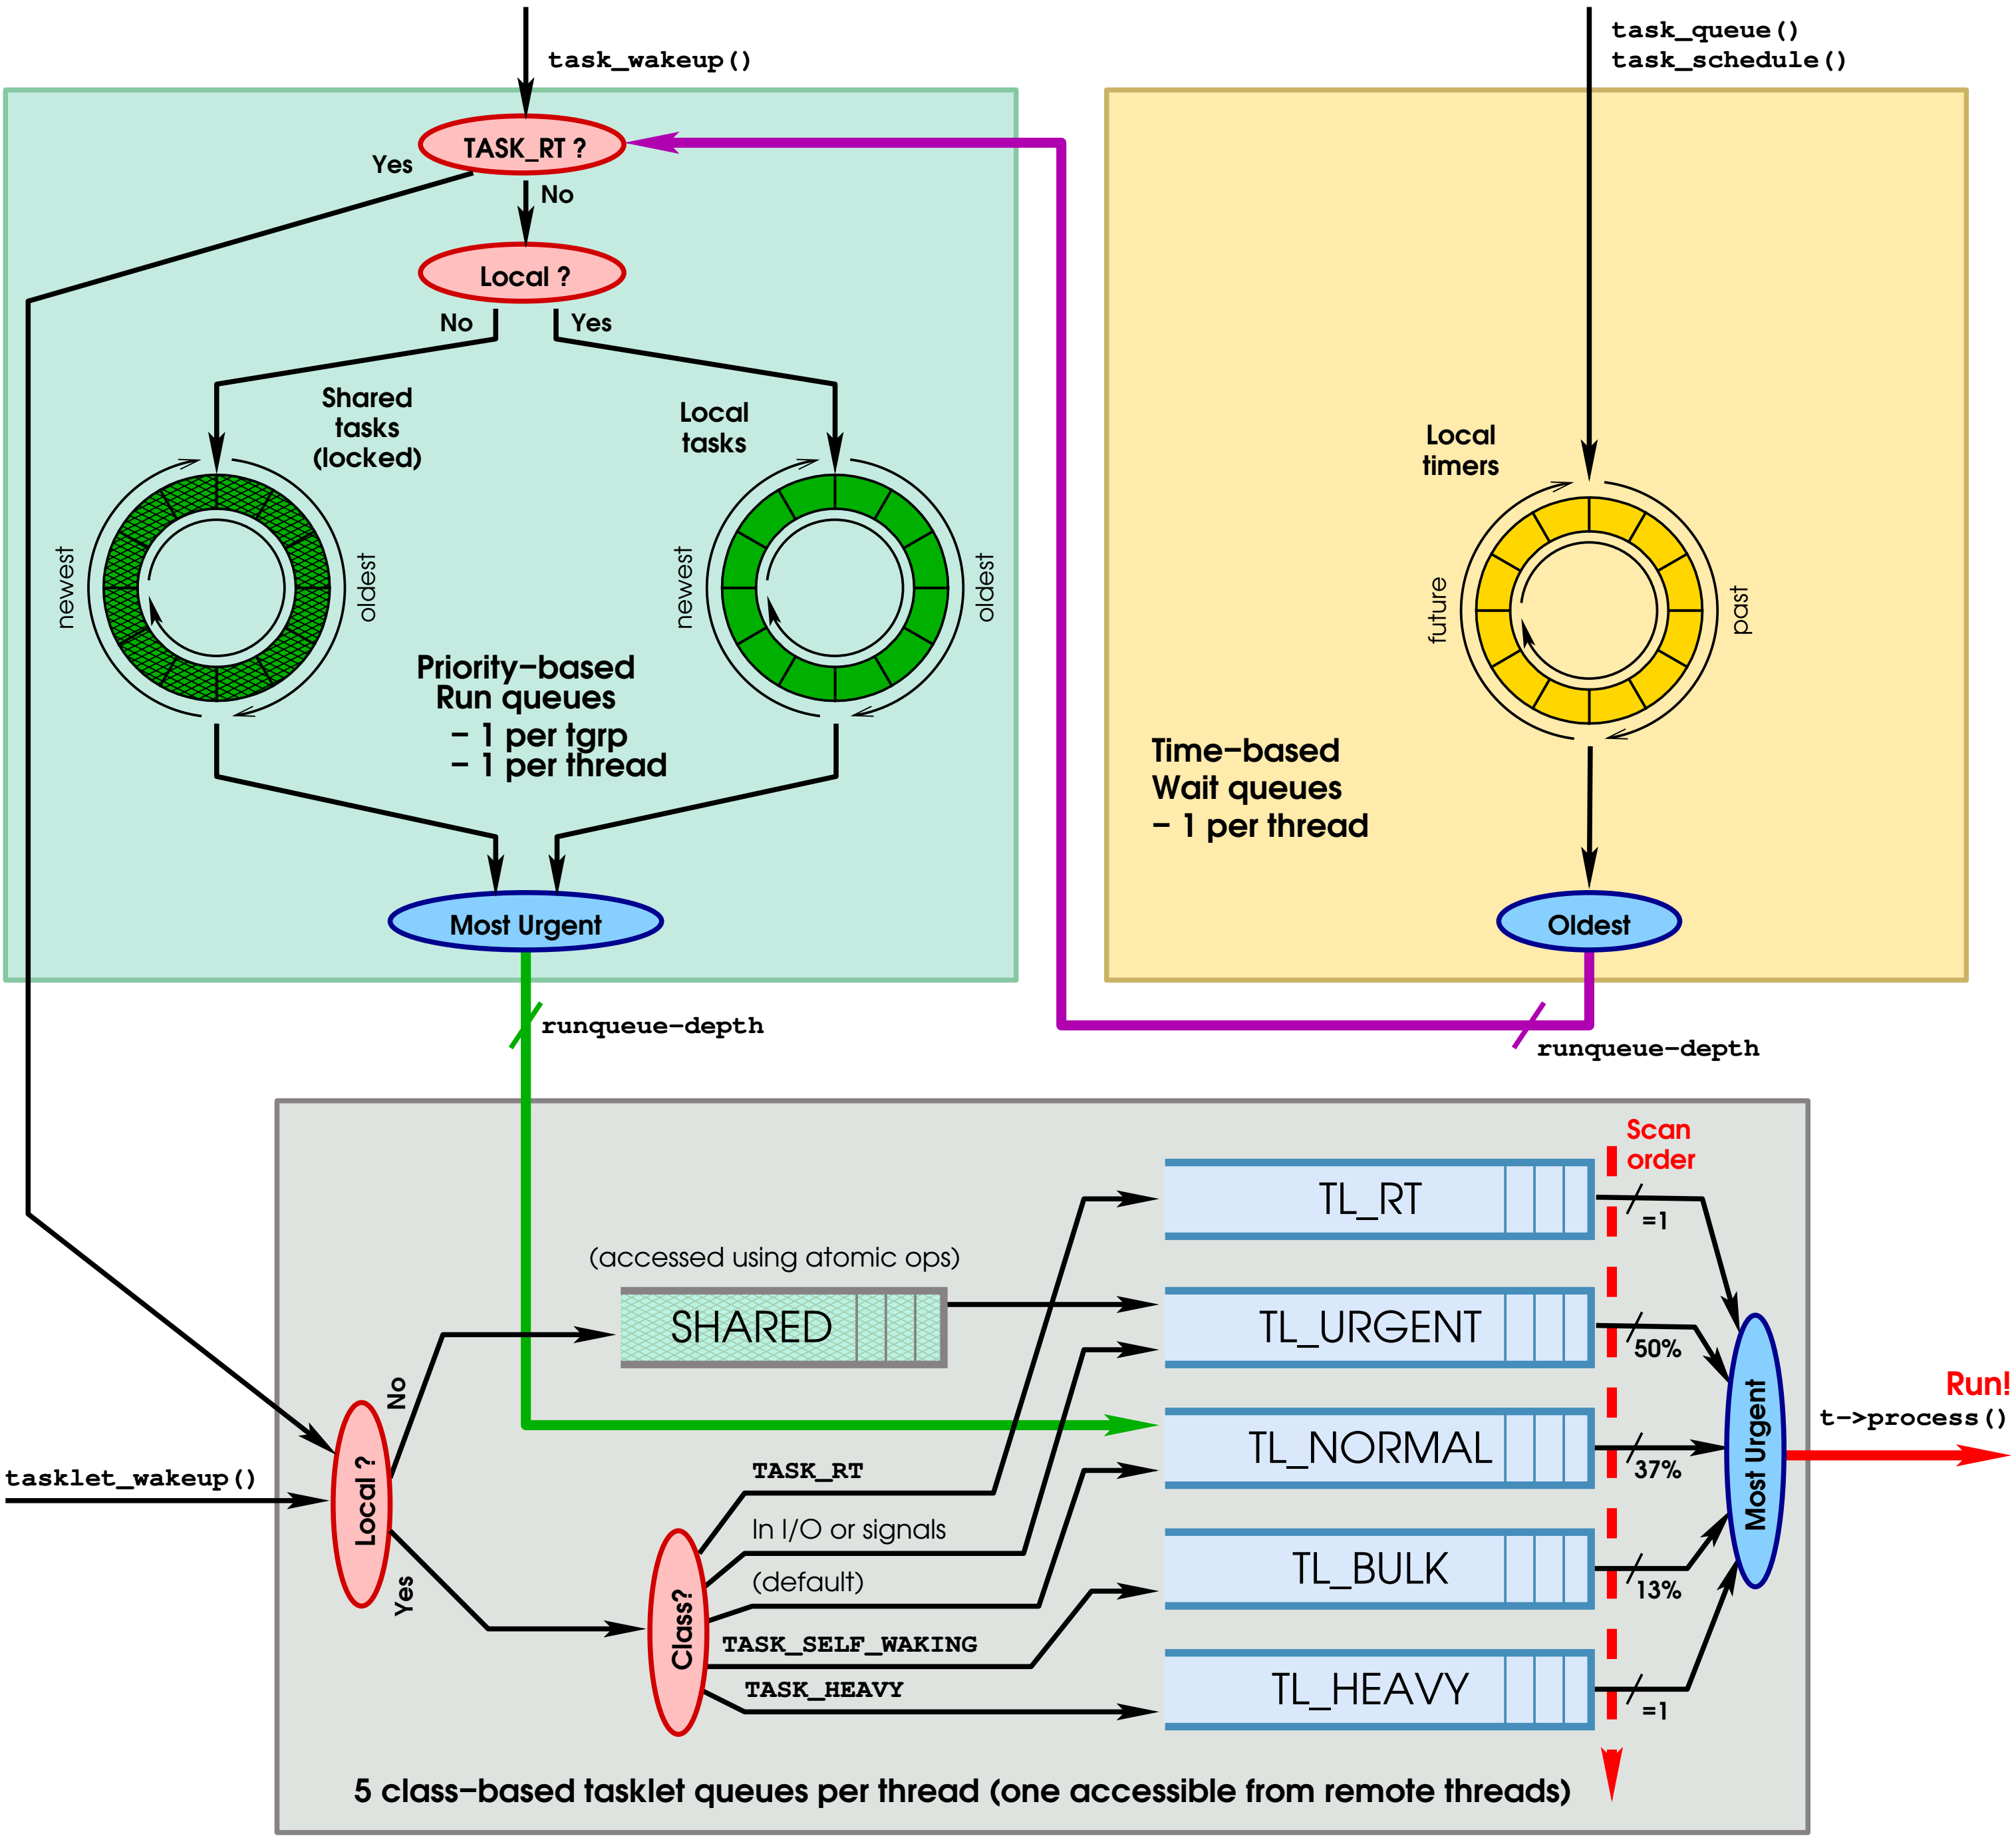 task_wakeup()
task_queue()
task_schedule()
TASK_RT ?
Yes
No
Local ?
No
Yes
Shared
tasks
(locked)
Local
tasks
Local
timers
newest
oldest
newest
oldest
future
past
Priority-based
Run queues
- 1 per tgrp
- 1 per thread
Time-based
Wait queues
- 1 per thread
Most Urgent
Oldest
runqueue-depth
runqueue-depth
Scan
order
TL_RT
=1
(accessed using atomic ops)
SHARED
TL_URGENT
50%
No
Run!
t->process()
TL_NORMAL
37%
Most Urgent
tasklet_wakeup()
Local ?
TASK_RT
In I/O or signals
(default)
TL_BULK
13%
Yes
Class?
TASK_SELF_WAKING
TASK_HEAVY
TL_HEAVY
=1
5 class-based tasklet queues per thread (one accessible from remote threads)